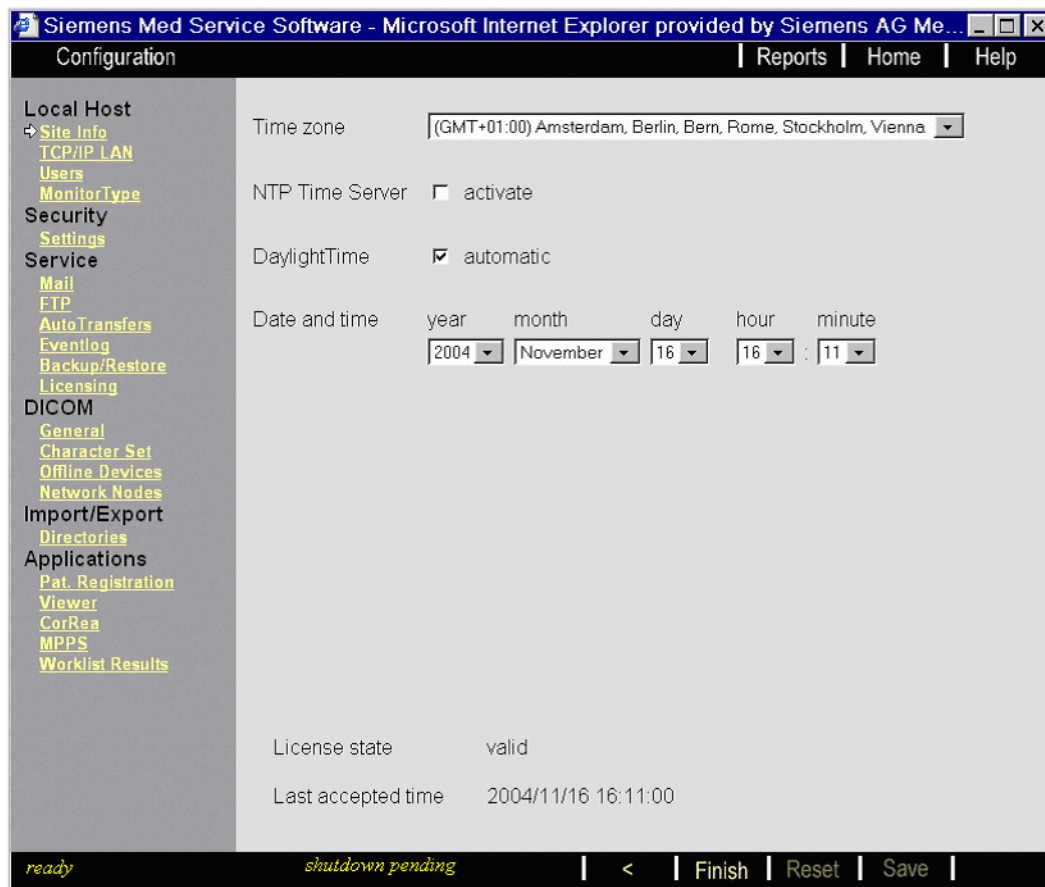 Siemens Med Service Software - Microsoft Internet Explorer provided by Siemens AG Me...
Configuration | Reports | Home | Help
Local Host
Site Info
TCP/IP LAN
Users
MonitorType
Security
Settings
Service
Mail
FTP
AutoTransfers
Eventlog
Backup/Restore
Licensing
DICOM
General
Character Set
Offline Devices
Network Nodes
Import/Export
Directories
Applications
Pat. Registration
Viewer
CorRea
MPPS
Worklist Results
Time zone (GMT+01:00) Amsterdam, Berlin, Bern, Rome, Stockholm, Vienna
NTP Time Server activate
DaylightTime automatic
Date and time year month day hour minute
2004 November 16 16 : 11
License state valid
Last accepted time 2004/11/16 16:11:00
ready shutdown pending | < | Finish | Reset | Save |